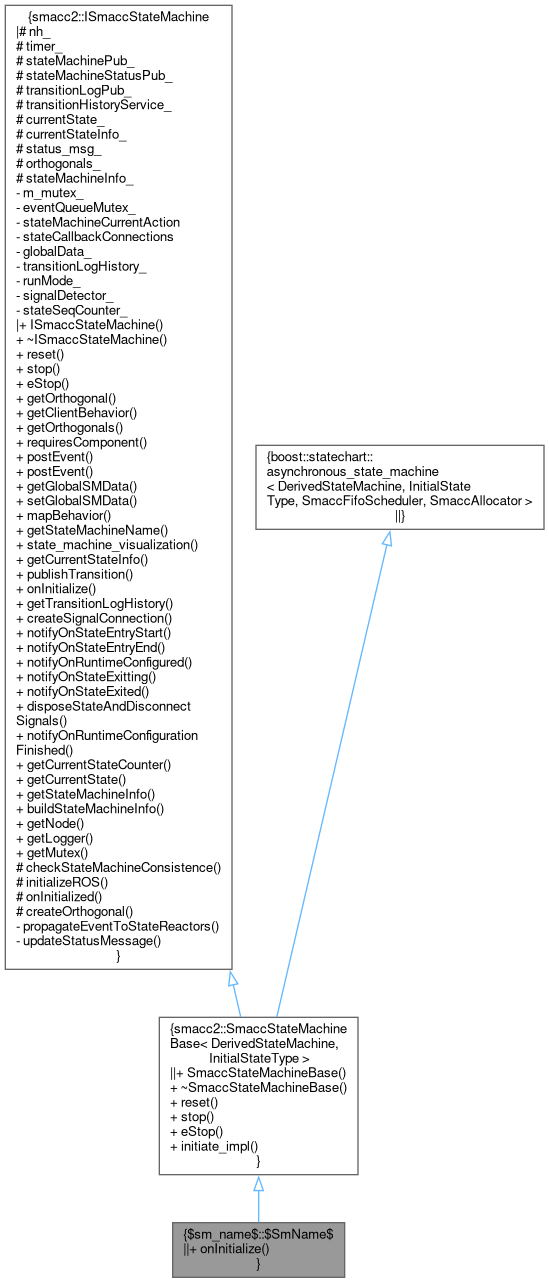 {smacc2::ISmaccStateMachine
|# nh_
# timer_
# stateMachinePub_
# stateMachineStatusPub_
# transitionLogPub_
# transitionHistoryService_
# currentState_
# currentStateInfo_
# status_msg_
# orthogonals_
# stateMachineInfo_
- m_mutex_
- eventQueueMutex_
- stateMachineCurrentAction
- stateCallbackConnections
- globalData_
- transitionLogHistory_
- runMode_
- signalDetector_
- stateSeqCounter_
|+ ISmaccStateMachine()
+ ~ISmaccStateMachine()
+ reset()
+ stop()
+ eStop()
+ getOrthogonal()
+ getClientBehavior()
+ getOrthogonals()
+ requiresComponent()
+ postEvent()
+ postEvent()
+ getGlobalSMData()
+ setGlobalSMData()
+ mapBehavior()
+ getStateMachineName()
+ state_machine_visualization()
+ getCurrentStateInfo()
+ publishTransition()
+ onInitialize()
+ getTransitionLogHistory()
+ createSignalConnection()
+ notifyOnStateEntryStart()
+ notifyOnStateEntryEnd()
+ notifyOnRuntimeConfigured()
+ notifyOnStateExitting()
+ notifyOnStateExited()
+ disposeStateAndDisconnect
Signals()
+ notifyOnRuntimeConfiguration
Finished()
+ getCurrentStateCounter()
+ getCurrentState()
+ getStateMachineInfo()
+ buildStateMachineInfo()
+ getNode()
+ getLogger()
+ getMutex()
# checkStateMachineConsistence()
# initializeROS()
# onInitialized()
# createOrthogonal()
- propagateEventToStateReactors()
- updateStatusMessage()
}
{boost::statechart::
asynchronous_state_machine
< DerivedStateMachine, InitialState
Type, SmaccFifoScheduler, SmaccAllocator >
||}
{smacc2::SmaccStateMachine
Base< DerivedStateMachine,
InitialStateType >
||+ SmaccStateMachineBase()
+ ~SmaccStateMachineBase()
+ reset()
+ stop()
+ eStop()
+ initiate_impl()
}
{$sm_name$::$SmName$
||+ onInitialize()
}